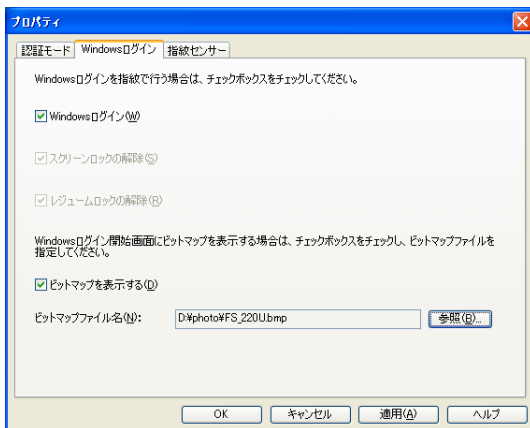 プロパティ
認証モード Windowsログイン 指紋センサー
Windowsログインを指紋で行う場合は、チェックボックスをチェックしてください。
Windowsログイン(W)
スクリーンロックの解除(S)
レジュームロックの解除(R)
Windowsログイン開始画面にビットマップを表示する場合は、チェックボックスをチェックし、ビットマップファイルを
指定してください。
ビットマップを表示する(D)
ビットマップファイル名(N): D:¥photo¥FS_220U.bmp 参照(B)...
OK キャンセル 適用(A) ヘルプ